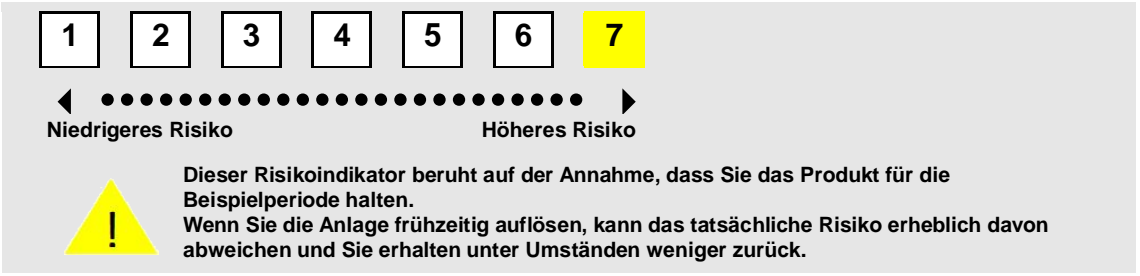 1 2 3 4 5 6 7
Niedrigeres Risiko Höheres Risiko
Dieser Risikoindikator beruht auf der Annahme, dass Sie das Produkt für die
Beispielperiode halten.
Wenn Sie die Anlage frühzeitig auflösen, kann das tatsächliche Risiko erheblich davon
abweichen und Sie erhalten unter Umständen weniger zurück.
!